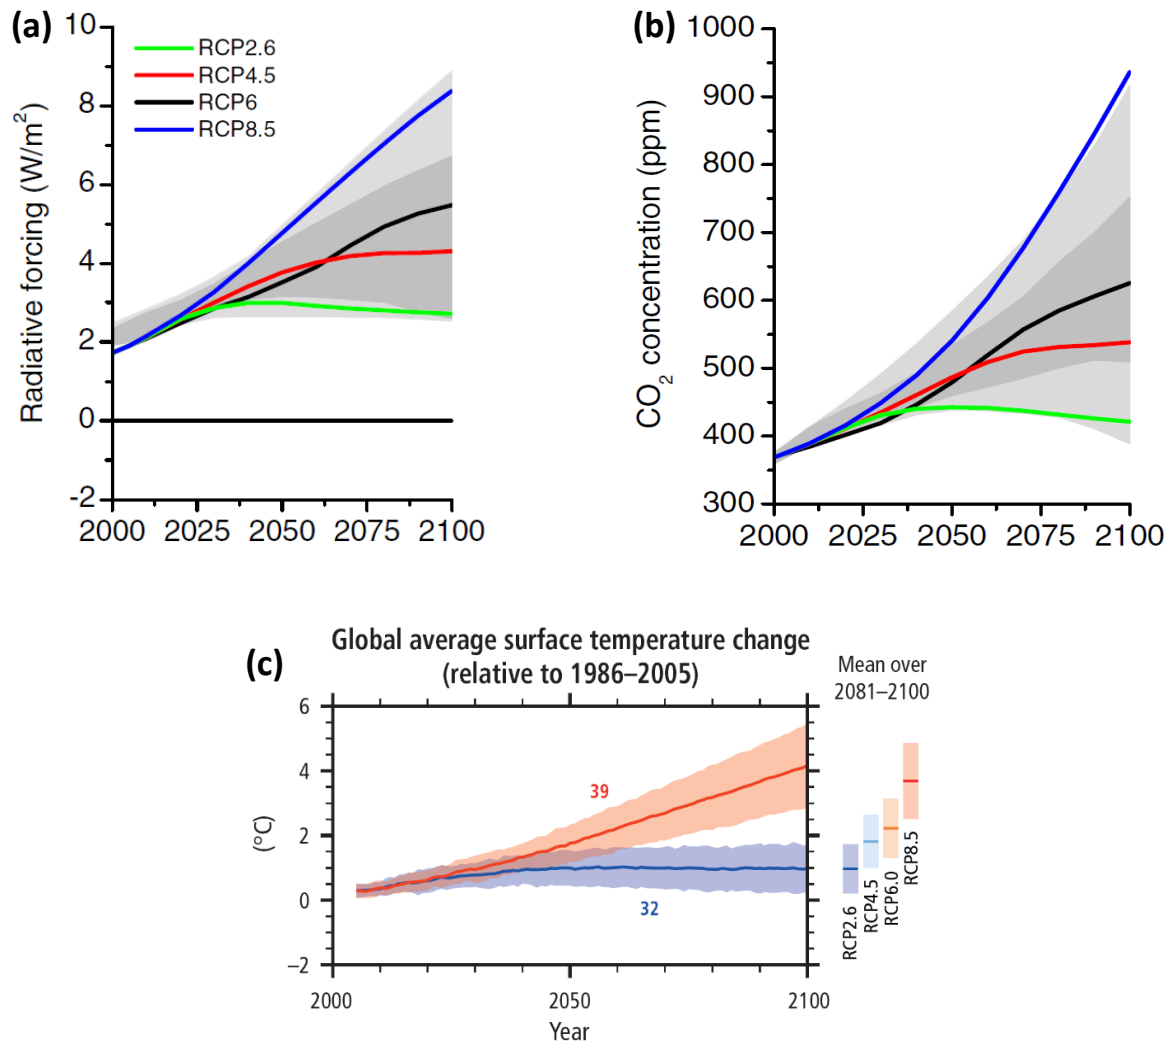 (a)
10
8
6
4
2
0
-2
Radiative forcing (W/m²)
RCP2.6
RCP4.5
RCP6
RCP8.5
2000 2025 2050 2075 2100
(b)
1000
900
800
700
600
500
400
300
CO₂ concentration (ppm)
2000 2025 2050 2075 2100
(c)
Global average surface temperature change
(relative to 1986–2005)
Mean over
2081–2100
6
4
2
0
−2
(°C)
39
32
RCP2.6
RCP4.5
RCP6.0
RCP8.5
2000 2050 2100
Year